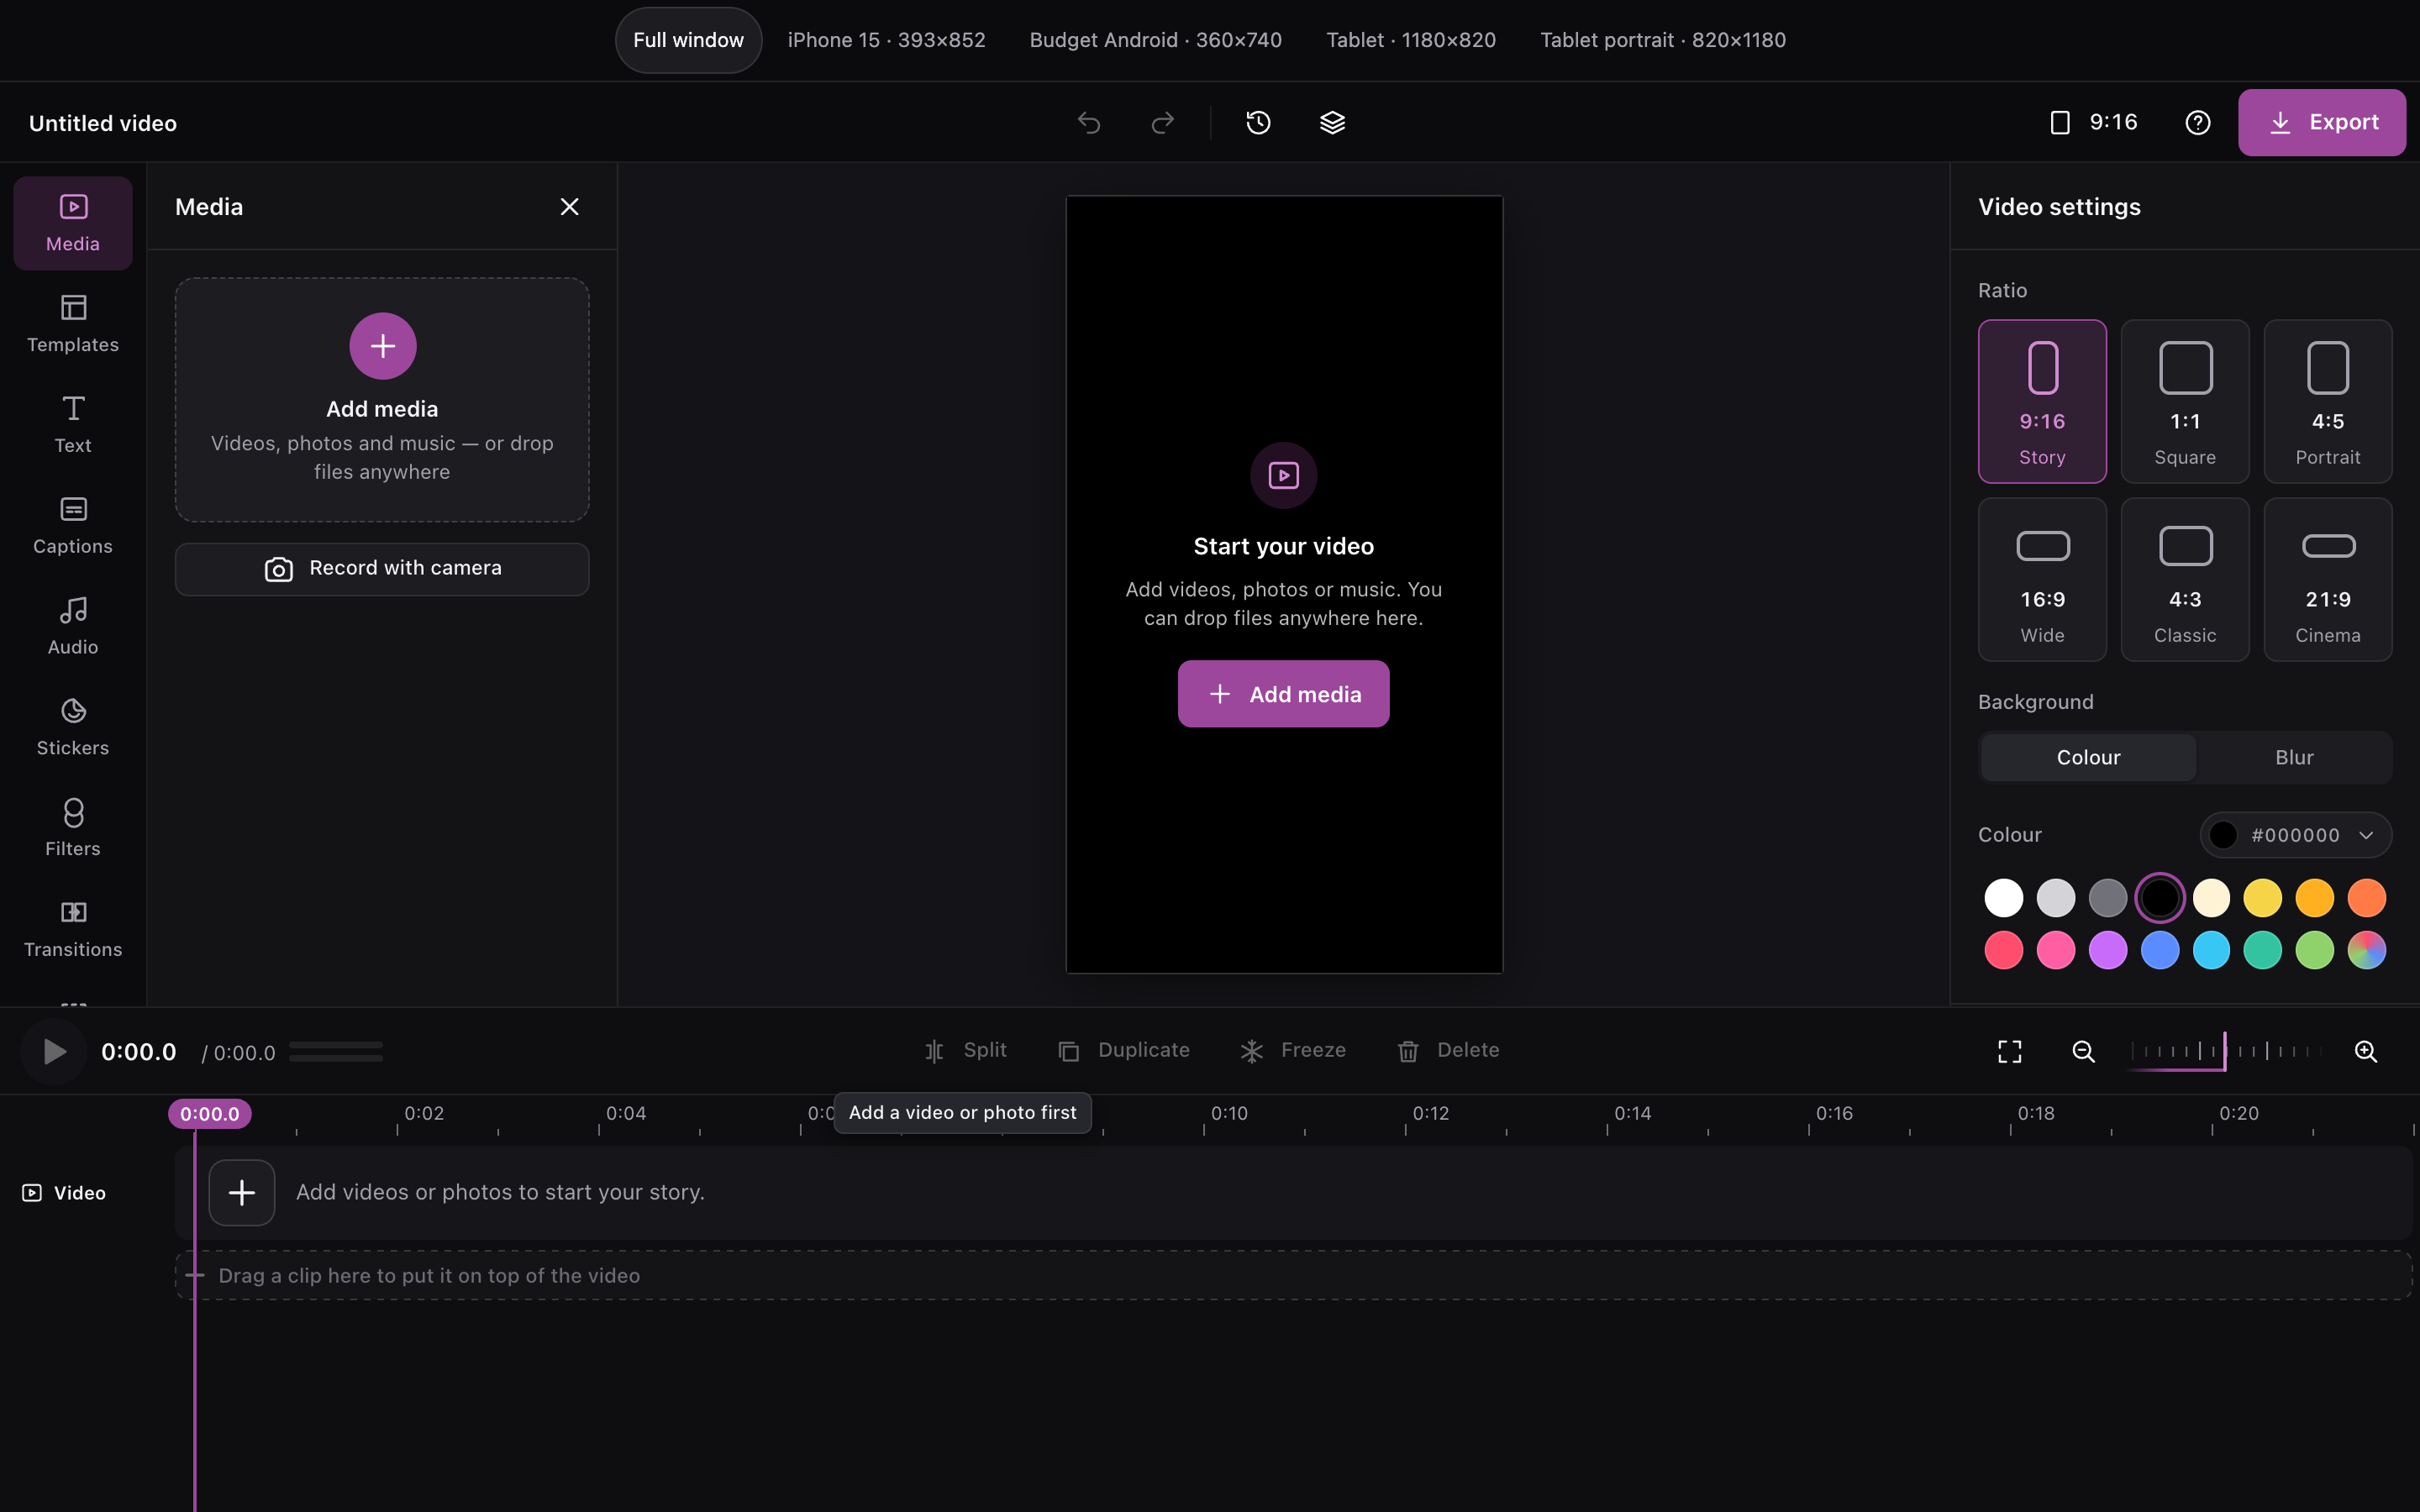 Full window
iPhone 15 · 393×852
Budget Android · 360×740
Tablet · 1180×820
Tablet portrait · 820×1180
Untitled video
9:16
Export
Media
Templates
Text
Captions
Audio
Stickers
Filters
Transitions
Media
Add media
Videos, photos and music — or drop
files anywhere
Record with camera
Start your video
Add videos, photos or music. You
can drop files anywhere here.
Add media
Video settings
Ratio
9:16
Story
1:1
Square
4:5
Portrait
16:9
Wide
4:3
Classic
21:9
Cinema
Background
Colour
Blur
Colour
#000000
0:00.0
/ 0:00.0
Split
Duplicate
Freeze
Delete
0:00.0
0:02
0:04
Add a video or photo first
0:10
0:12
0:14
0:16
0:18
0:20
Video
Add videos or photos to start your story.
Drag a clip here to put it on top of the video